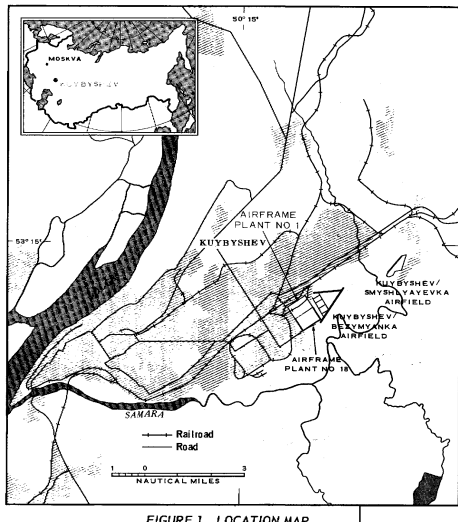 50° 15'
MOSKVA
KUYBYSHEV
AIRFRAME
PLANT NO 1
KUYBYSHEV
53° 15'
KUYBYSHEV/
SMYSHLYAYEVKA
AIRFIELD
KUYBYSHEV/
BEZYMYANKA
AIRFIELD
AIRFRAME
PLANT NO 18
SAMARA
Railroad
Road
1 0 3
NAUTICAL MILES
FIGURE 1. LOCATION MAP